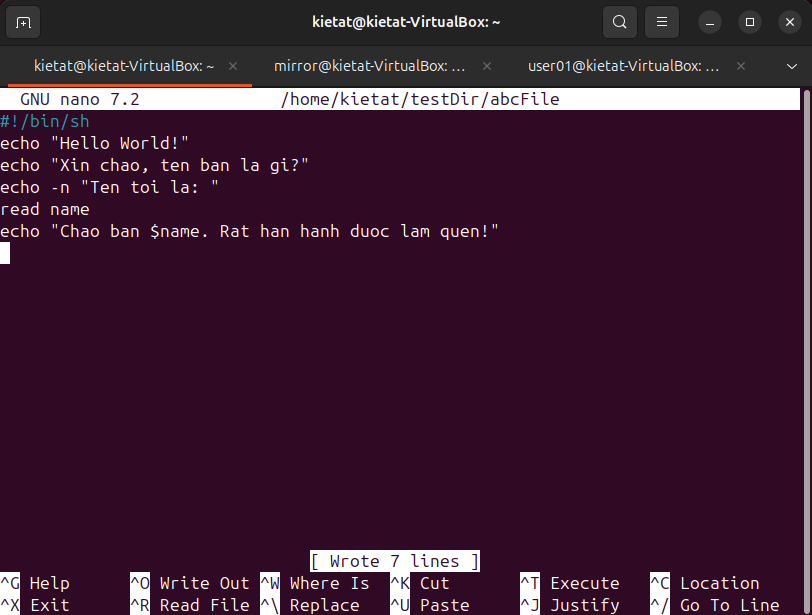 kietat@kietat-VirtualBox: ~
kietat@kietat-VirtualBox: ~ mirror@kietat-VirtualBox: ... user01@kietat-VirtualBox: ...
GNU nano 7.2 /home/kietat/testDir/abcFile
#!/bin/sh
echo "Hello World!"
echo "Xin chao, ten ban la gi?"
echo -n "Ten toi la: "
read name
echo "Chao ban $name. Rat han hanh duoc lam quen!"
[ Wrote 7 lines ]
^G Help ^O Write Out ^W Where Is ^K Cut ^T Execute ^C Location
^X Exit ^R Read File ^\ Replace ^U Paste ^J Justify ^/ Go To Line